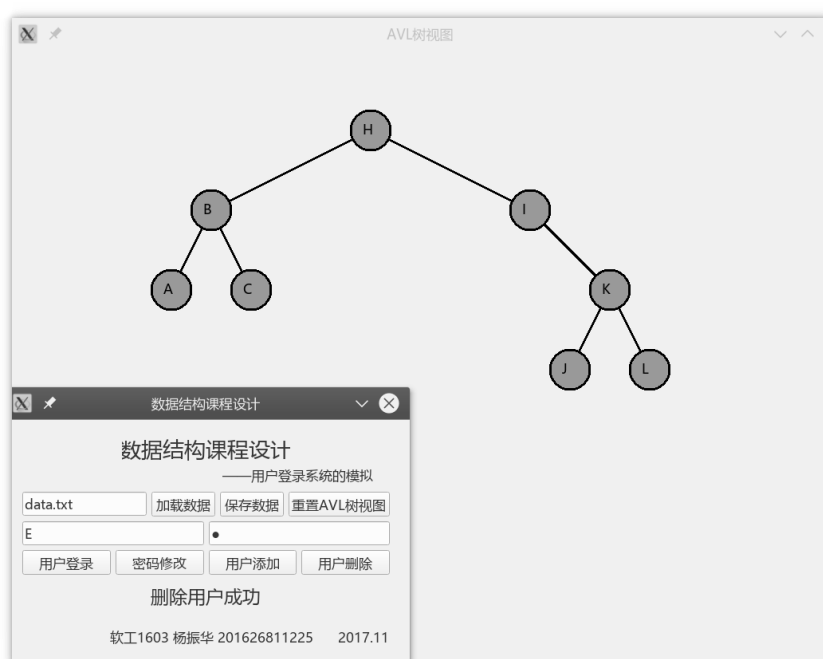 AVL树视图
H
B
I
A
C
K
J
L
数据结构课程设计
数据结构课程设计
——用户登录系统的模拟
data.txt 加载数据 保存数据 重置AVL树视图
E ●
用户登录 密码修改 用户添加 用户删除
删除用户成功
软工1603 杨振华 201626811225 2017.11